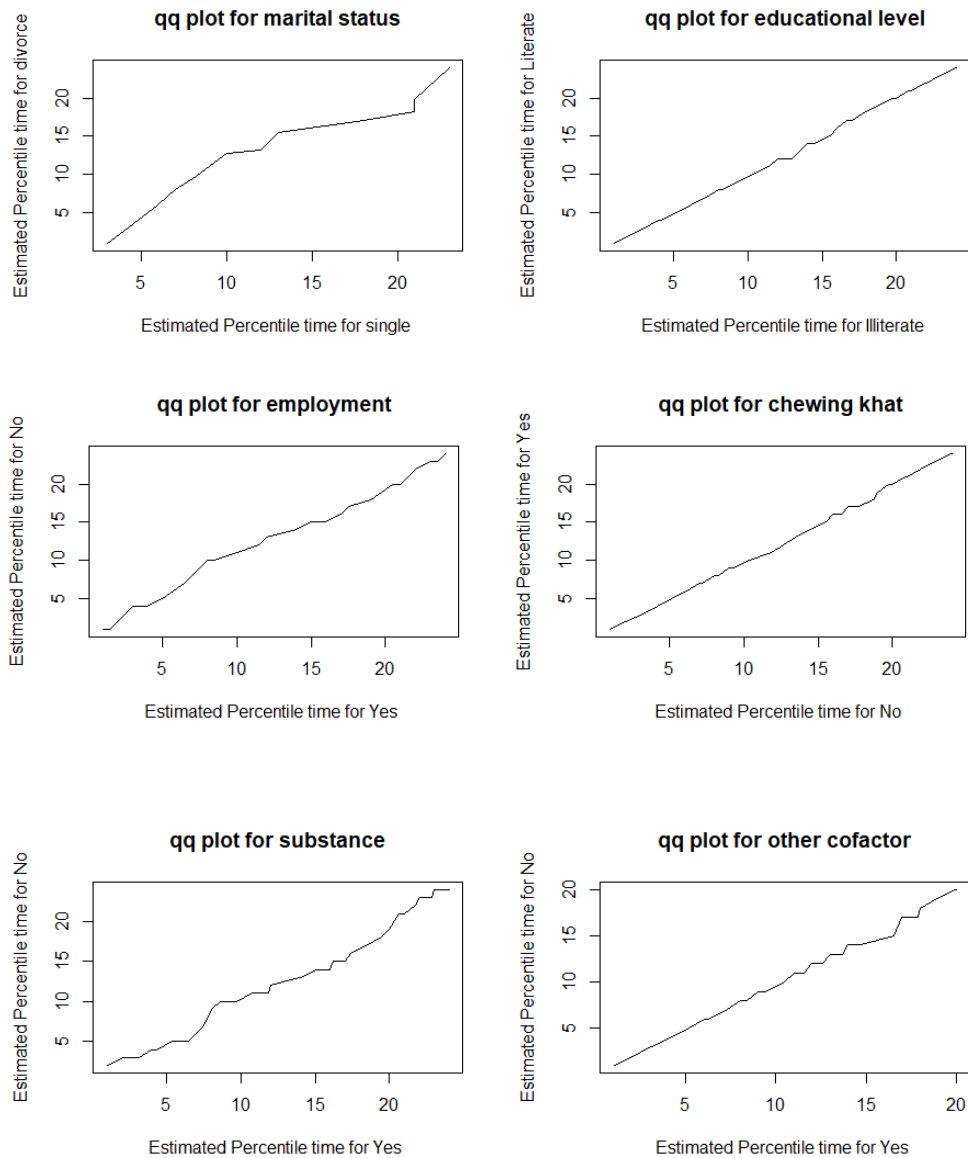 qq plot for marital status
Estimated Percentile time for divorce
20
15
10
5
5 10 15 20
Estimated Percentile time for single
qq plot for educational level
Estimated Percentile time for Literate
20
15
10
5
5 10 15 20
Estimated Percentile time for Illiterate
qq plot for employment
Estimated Percentile time for No
20
15
10
5
5 10 15 20
Estimated Percentile time for Yes
qq plot for chewing khat
Estimated Percentile time for Yes
20
15
10
5
5 10 15 20
Estimated Percentile time for No
qq plot for substance
Estimated Percentile time for No
20
15
10
5
5 10 15 20
Estimated Percentile time for Yes
qq plot for other cofactor
Estimated Percentile time for No
20
15
10
5
5 10 15 20
Estimated Percentile time for Yes